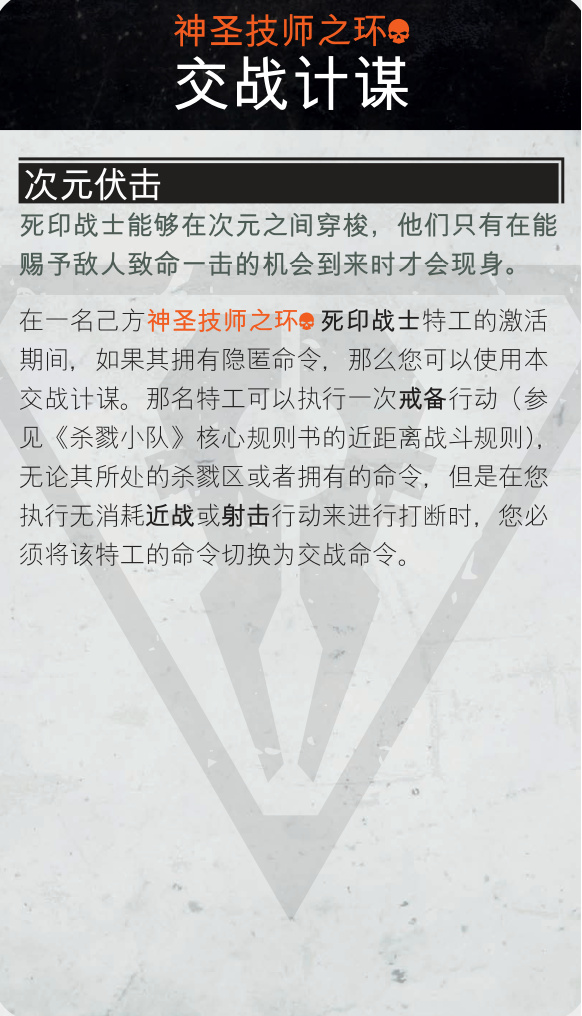 神圣技师之环
交战计谋
次元伏击
死印战士能够在次元之间穿梭，他们只有在能
赐予敌人致命一击的机会到来时才会现身。
在一名己方神圣技师之环 死印战士特工的激活
期间，如果其拥有隐匿命令，那么您可以使用本
交战计谋。那名特工可以执行一次戒备行动（参
见《杀戮小队》核心规则书的近距离战斗规则），
无论其所处的杀戮区或者拥有的命令，但是在您
执行无消耗近战或射击行动来进行打断时，您必
须将该特工的命令切换为交战命令。